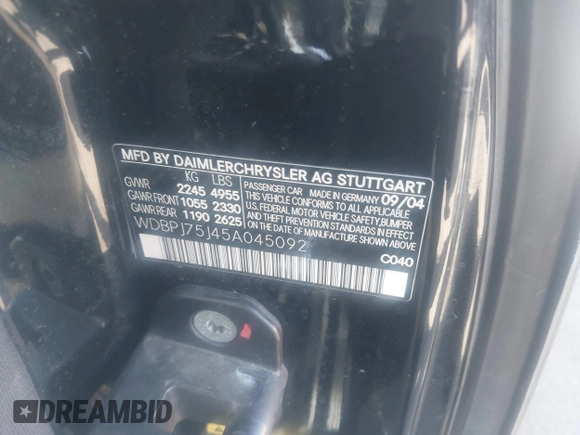 MFD BY DAIMLERCHRYSLER AG STUTTGART
KG LBS
GVWR 2245 4955
GAWR.FRONT 1055 2330
GAWR.REAR 1190 2625
PASSENGER CAR MADE IN GERMANY 09/04
THIS VEHICLE CONFORMS TO ALL APPLICABLE
U.S. FEDERAL MOTOR VEHICLE SAFETY,BUMPER
AND THEFT PREVENTION STANDARDS IN EFFECT
ON THE DATE OF MANUFACTURE SHOWN ABOVE
WDBPJ75J45A045092
C040
DREAMBID